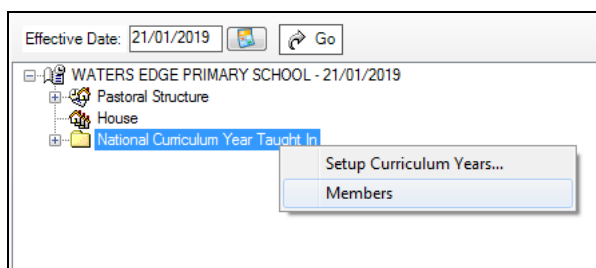 Effective Date: 21/01/2019 Go
WATERS EDGE PRIMARY SCHOOL - 21/01/2019
Pastoral Structure
House
National Curriculum Year Taught In
Setup Curriculum Years...
Members